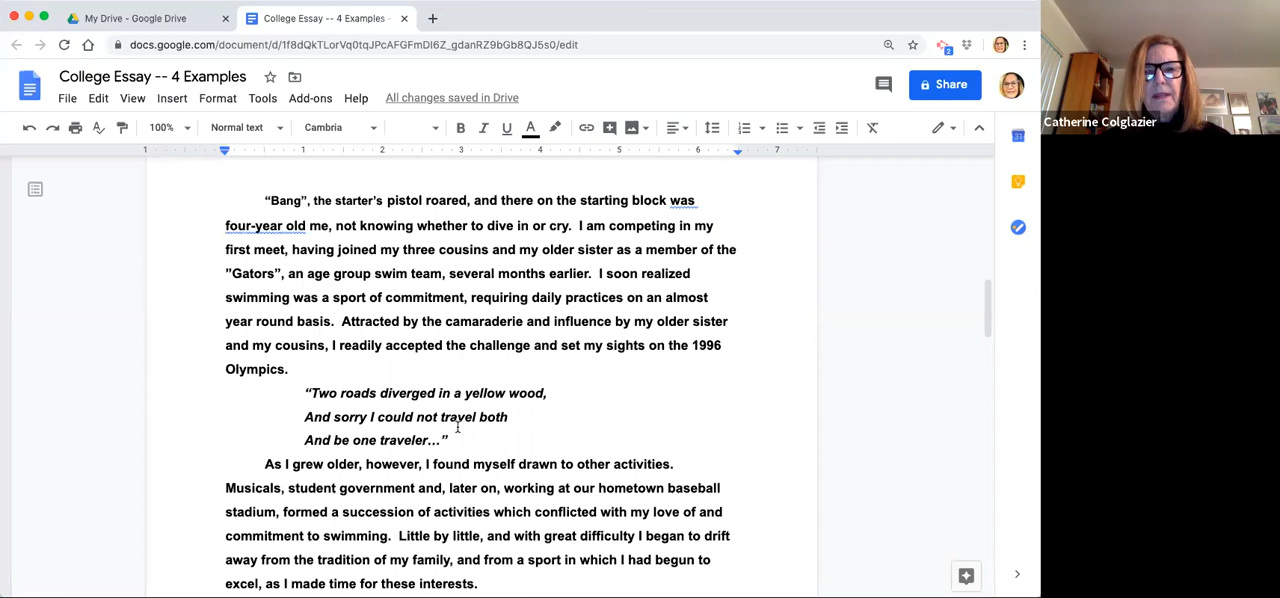 My Drive - Google Drive
College Essay -- 4 Examples -
docs.google.com/document/d/1f8dQkTLorVq0tqJPcAFGFmDI6Z_gdanRZ9bGb8QJ5s0/edit
2
College Essay -- 4 Examples
File Edit View Insert Format Tools Add-ons Help All changes saved in Drive
Share
Catherine Colglazier
100% Normal text Cambria B I U A
1 1 2 3 4 5 6 7
31
“Bang”, the starter’s pistol roared, and there on the starting block was
four-year old me, not knowing whether to dive in or cry. I am competing in my
first meet, having joined my three cousins and my older sister as a member of the
”Gators”, an age group swim team, several months earlier. I soon realized
swimming was a sport of commitment, requiring daily practices on an almost
year round basis. Attracted by the camaraderie and influence by my older sister
and my cousins, I readily accepted the challenge and set my sights on the 1996
Olympics.
“Two roads diverged in a yellow wood,
And sorry I could not travel both
And be one traveler…”
As I grew older, however, I found myself drawn to other activities.
Musicals, student government and, later on, working at our hometown baseball
stadium, formed a succession of activities which conflicted with my love of and
commitment to swimming. Little by little, and with great difficulty I began to drift
away from the tradition of my family, and from a sport in which I had begun to
excel, as I made time for these interests.